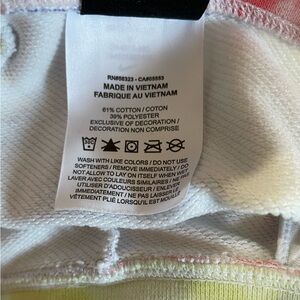 RN#56323 - CA#05553
MADE IN VIETNAM
FABRIQUE AU VIETNAM
61% COTTON / COTON
39% POLYESTER
EXCLUSIVE OF DECORATION /
DECORATION NON COMPRISE
WASH WITH LIKE COLORS / DO NOT USE
SOFTENERS / REMOVE IMMEDIATELY / DO
NOT ALLOW TO LAY ON ITSELF WHEN WET
LAVER AVEC COULEURS SIMILAIRES / NE PAS
UTILISER D'ADOUCISSEUR / ENLEVER
IMMEDIATEMENT / NE PAS LAISSER LE
VÊTEMENT PLIÉ LORSQU'IL EST MOUILLÉ